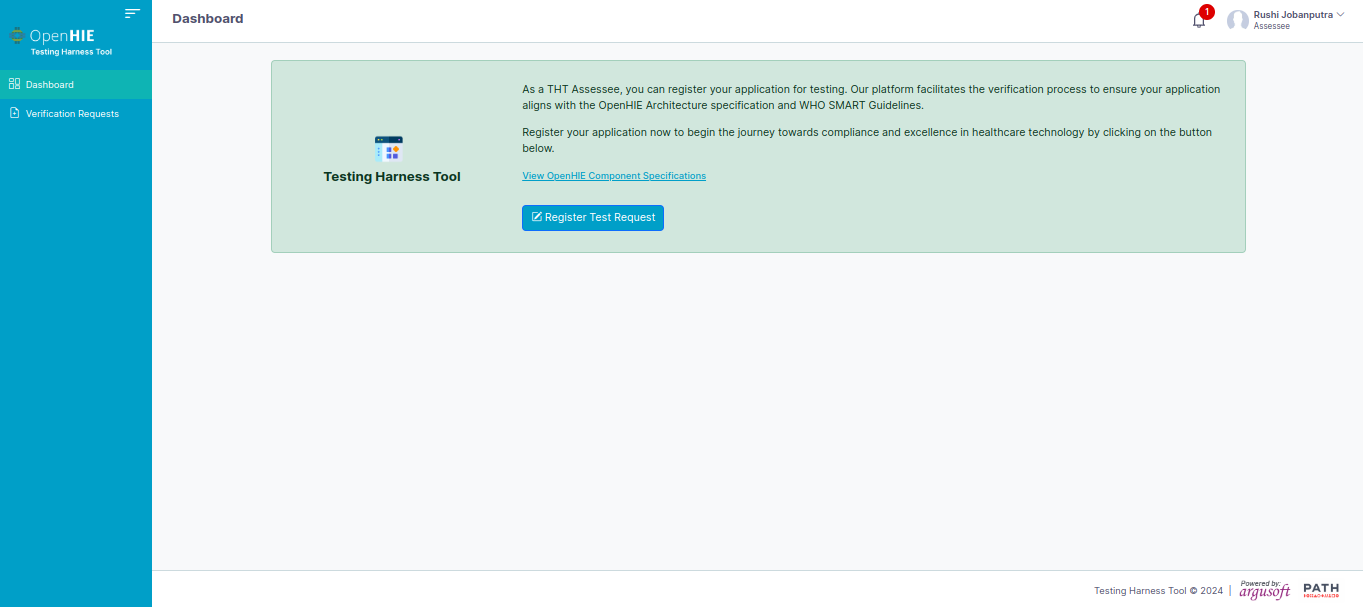 OpenHIE
Testing Harness Tool
Dashboard
Verification Requests
Dashboard
1
Rushi Jobanputra
Assessee
Testing Harness Tool
As a THT Assessee, you can register your application for testing. Our platform facilitates the verification process to ensure your application
aligns with the OpenHIE Architecture specification and WHO SMART Guidelines.
Register your application now to begin the journey towards compliance and excellence in healthcare technology by clicking on the button
below.
View OpenHIE Component Specifications
Register Test Request
Testing Harness Tool © 2024 |
Powered by:
argusoft
PATH